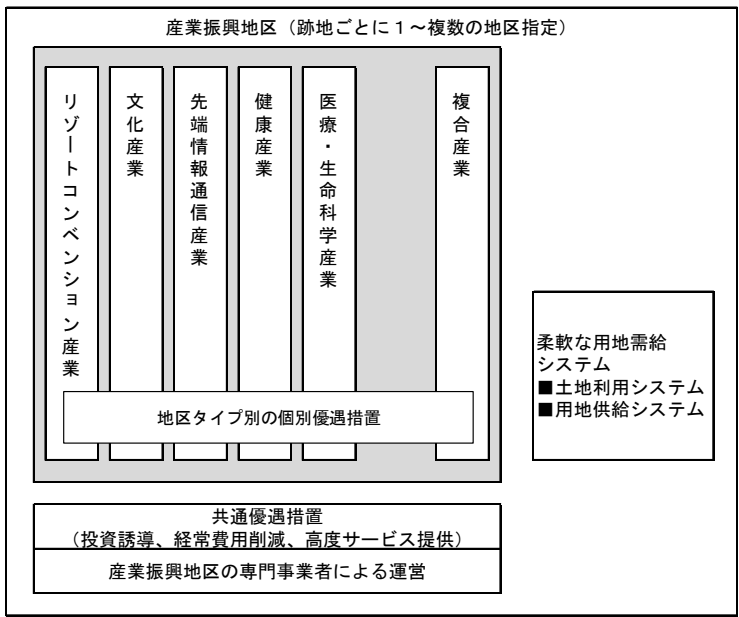 産業振興地区（跡地ごとに１～複数の地区指定）
リゾートコンベンション産業
文化産業
先端情報通信産業
健康産業
医療・生命科学産業
複合産業
地区タイプ別の個別優遇措置
柔軟な用地需給
システム
■土地利用システム
■用地供給システム
共通優遇措置
（投資誘導、経常費用削減、高度サービス提供）
産業振興地区の専門事業者による運営